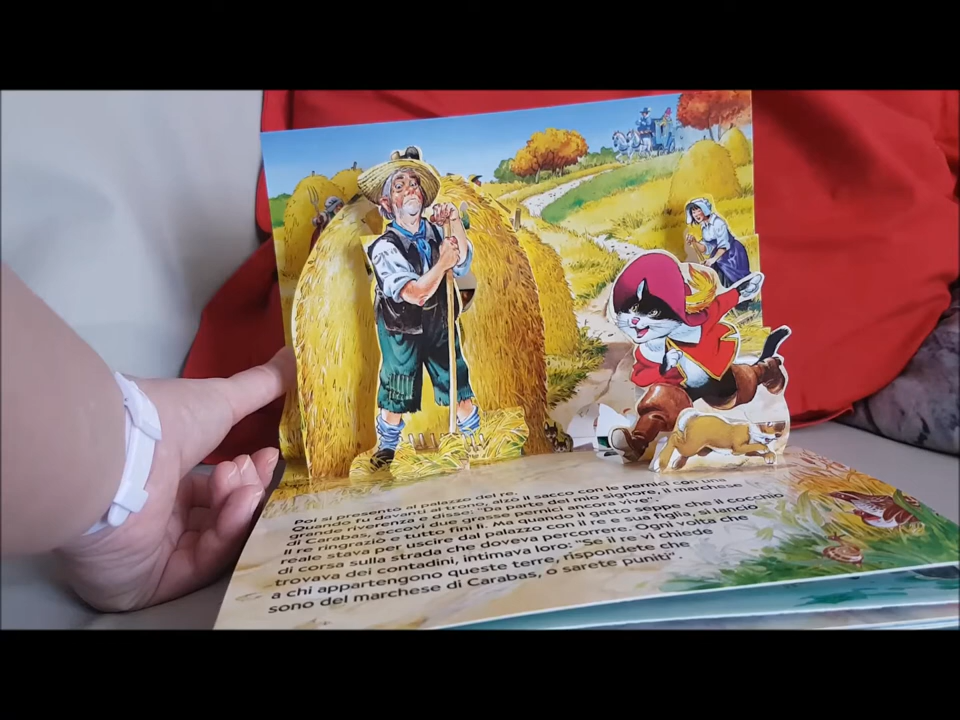 Poi si presentò al palazzo del re.
Quando fu davanti al trono, alzò il sacco con le pernici, con una
grande riverenza e disse: "Da parte del mio signore, il marchese
di Carabas, eccovi due grosse pernici ancora vive".
Il re ringraziò e tutto finì lì. Ma quando il gatto seppe che il cocchio
reale stava per uscire dal palazzo con il re e sua figlia, si lanciò
di corsa sulla strada che doveva percorrere. Ogni volta che
trovava dei contadini, intimava loro: "Se il re vi chiede
a chi appartengono queste terre, rispondete che
sono del marchese di Carabas, o sarete puniti".